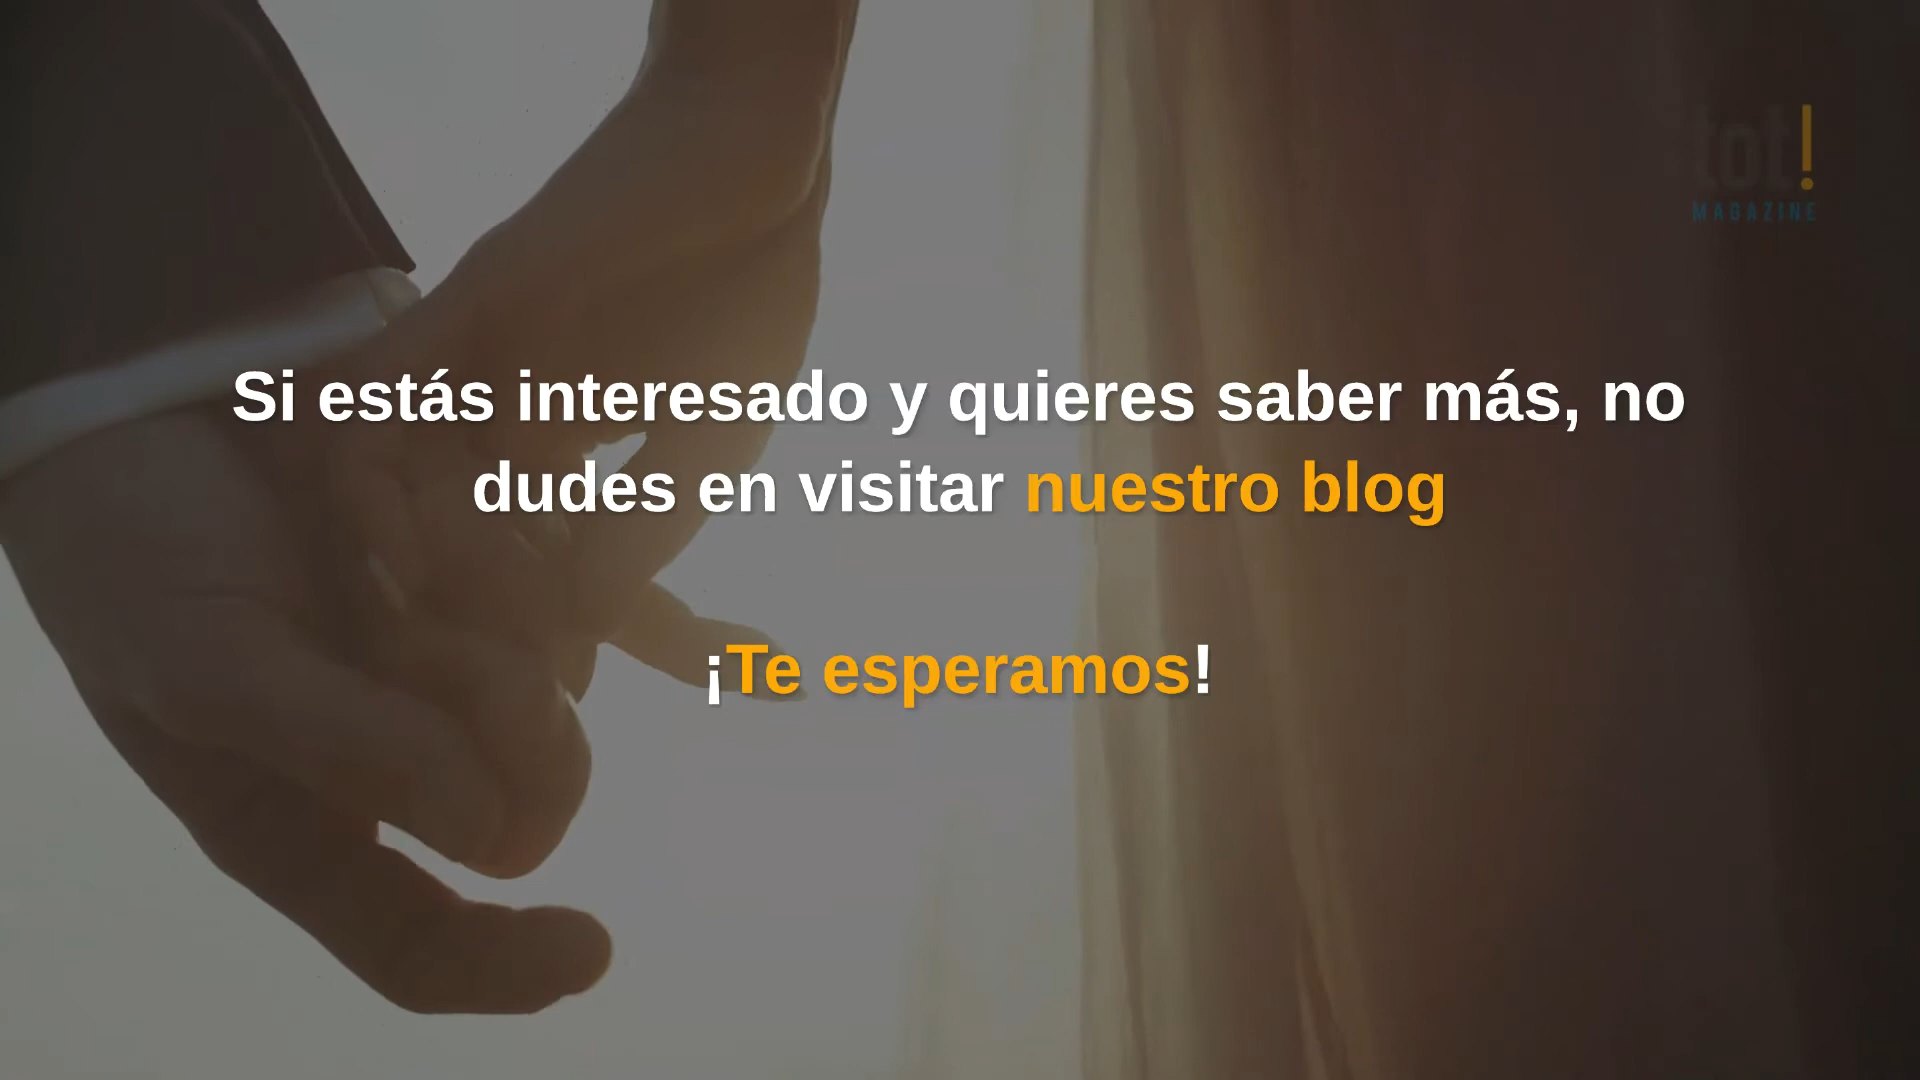 tot!
MAGAZINE
Si estás interesado y quieres saber más, no
dudes en visitar nuestro blog
¡Te esperamos!